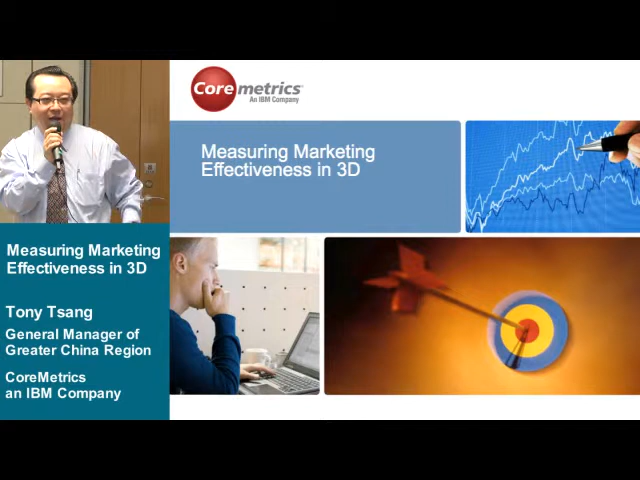 Coremetrics
An IBM Company
Measuring Marketing
Effectiveness in 3D
Measuring Marketing
Effectiveness in 3D
Tony Tsang
General Manager of
Greater China Region
CoreMetrics
an IBM Company